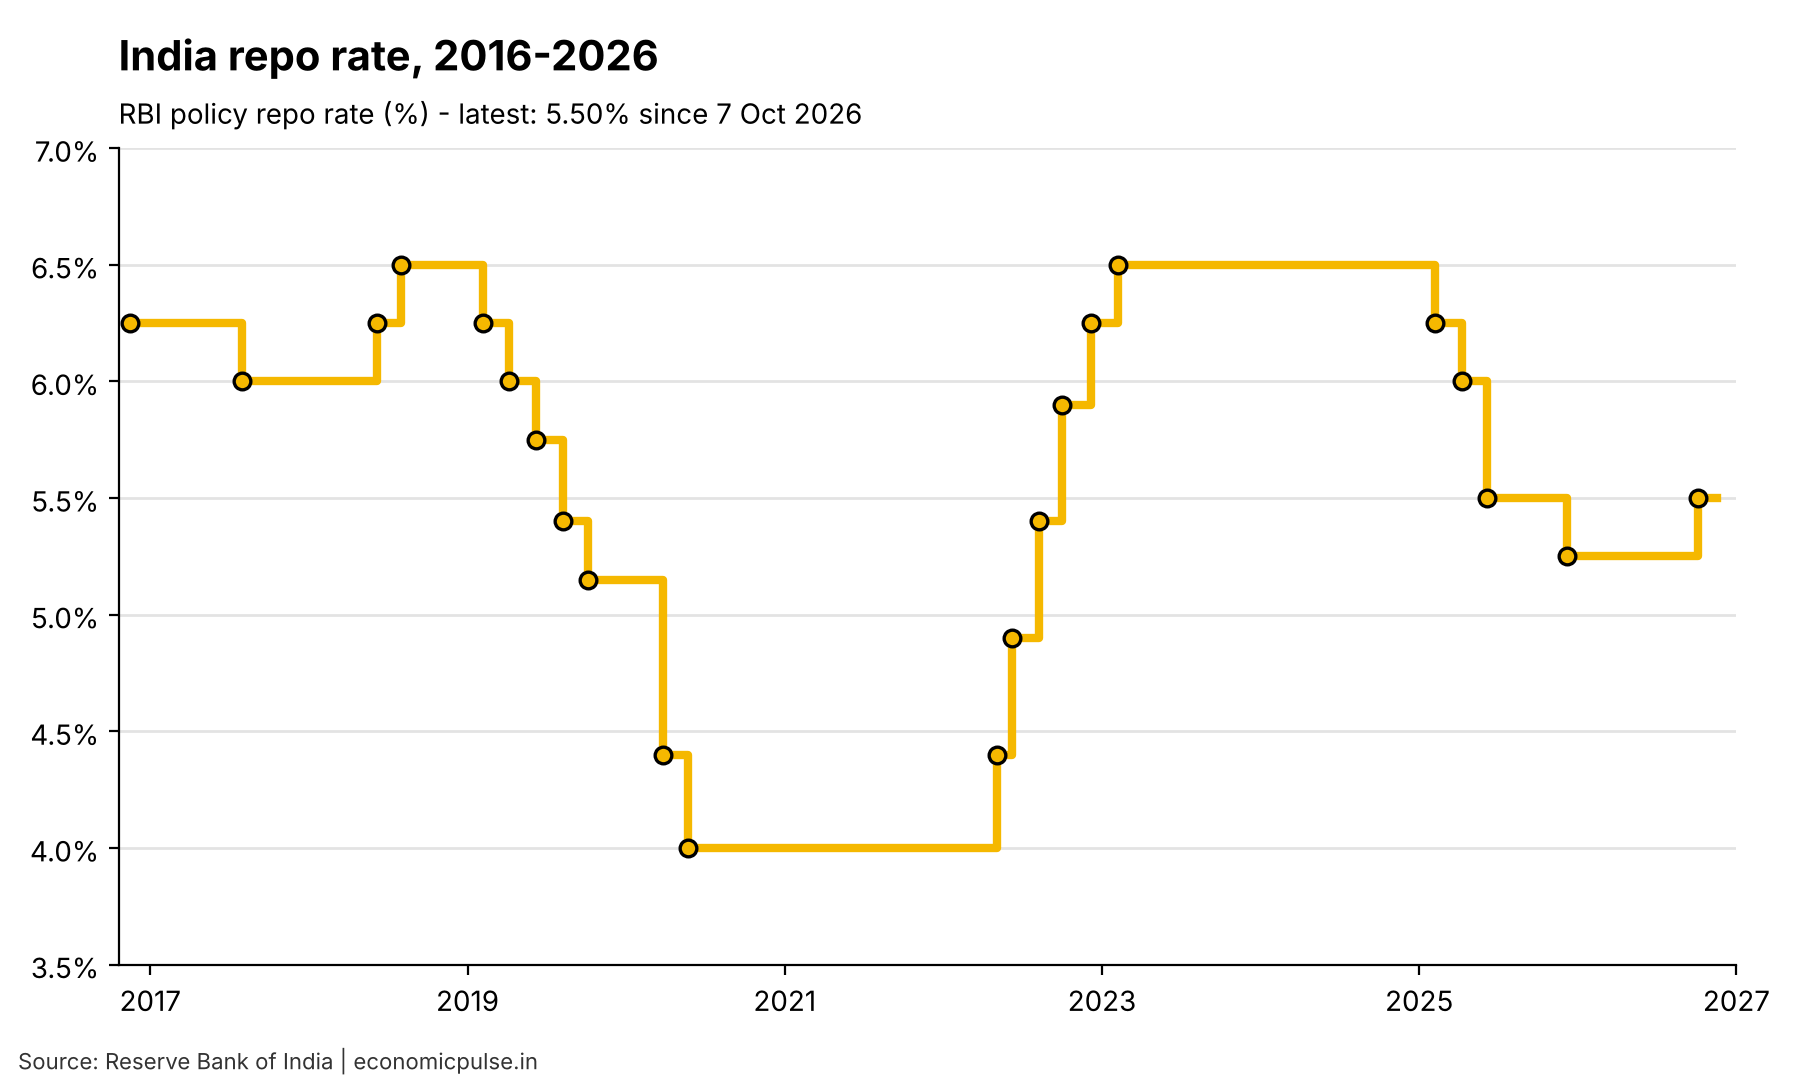 India repo rate, 2016-2026
RBI policy repo rate (%) - latest: 5.50% since 7 Oct 2026
7.0%
6.5%
6.0%
5.5%
5.0%
4.5%
4.0%
3.5%
2017 2019 2021 2023 2025 2027
Source: Reserve Bank of India | economicpulse.in